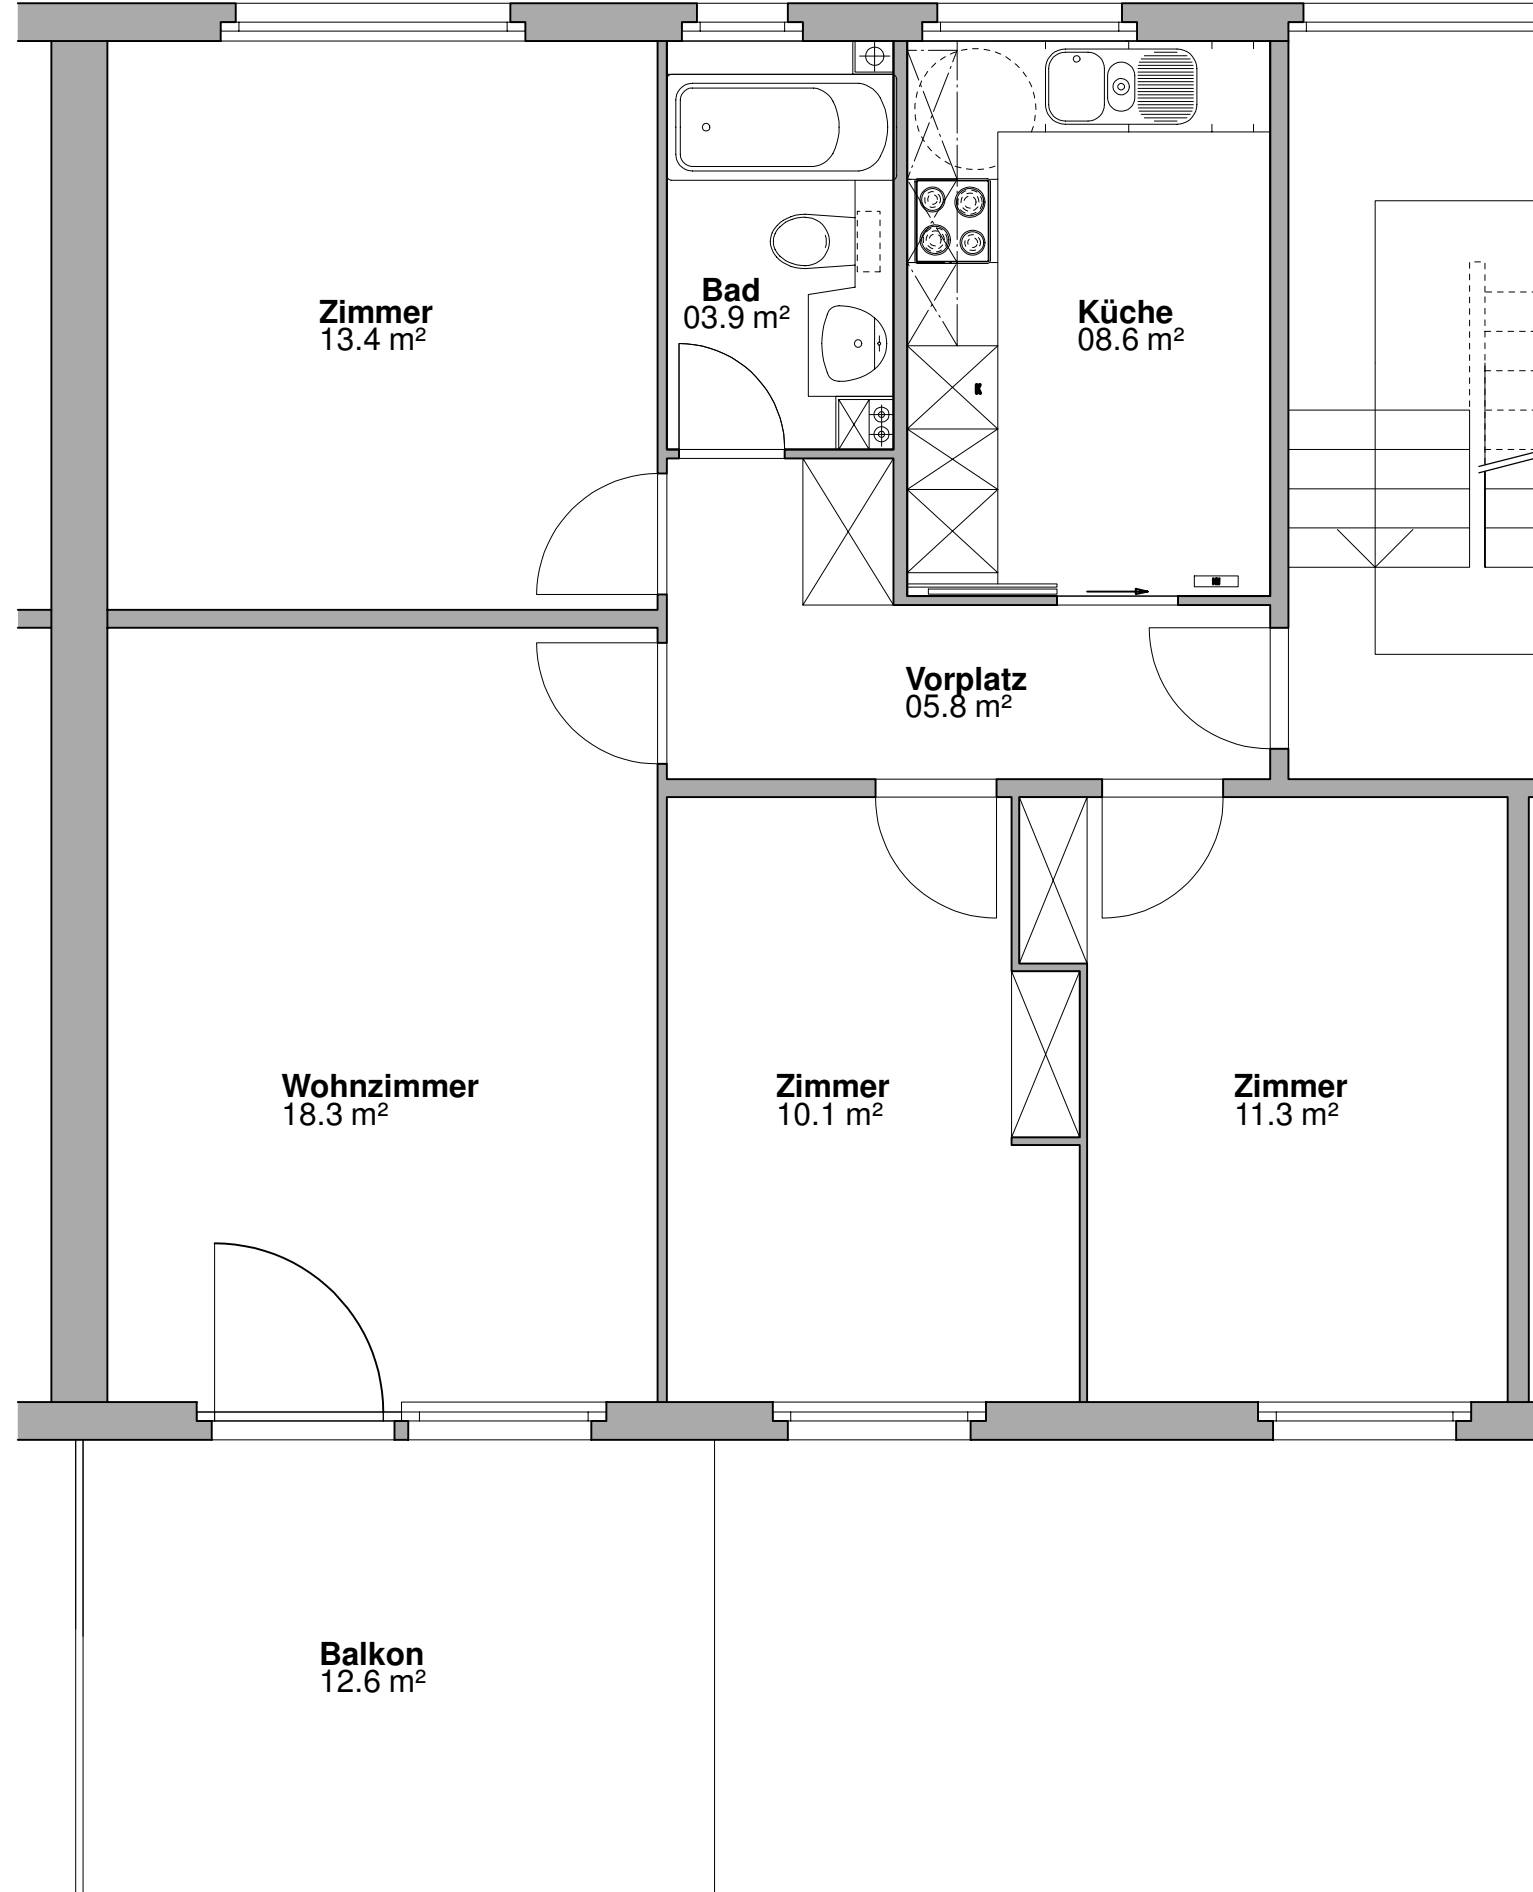 Zimmer
13.4 m²
Bad
03.9 m²
Küche
08.6 m²
K
Vorplatz
05.8 m²
Wohnzimmer
18.3 m²
Zimmer
10.1 m²
Zimmer
11.3 m²
Balkon
12.6 m²